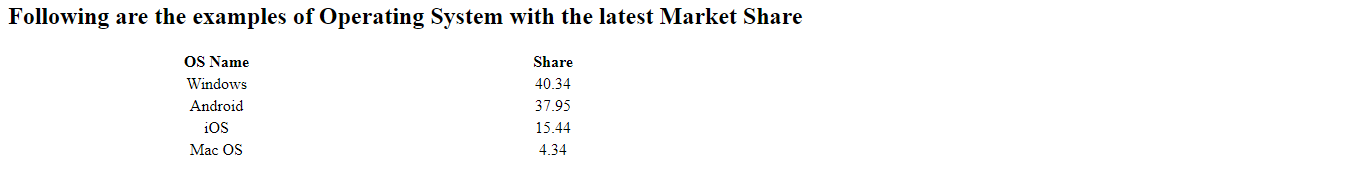 Following are the examples of Operating System with the latest Market Share
OS Name Share
Windows 40.34
Android 37.95
iOS 15.44
Mac OS 4.34